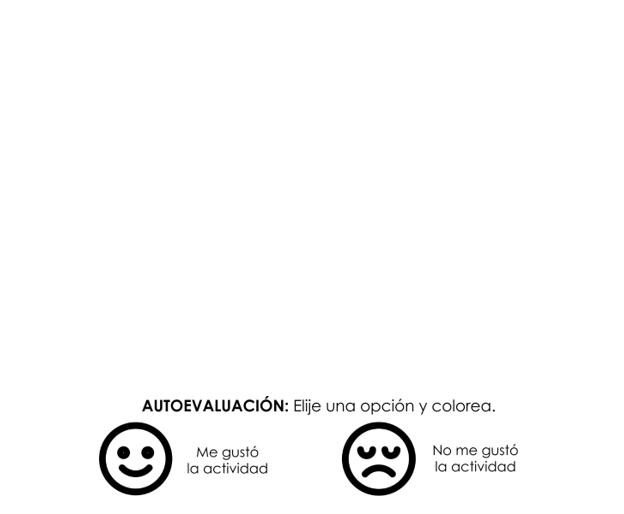 AUTOEVALUACIÓN: Elije una opción y colorea.
Me gustó
la actividad
No me gustó
la actividad